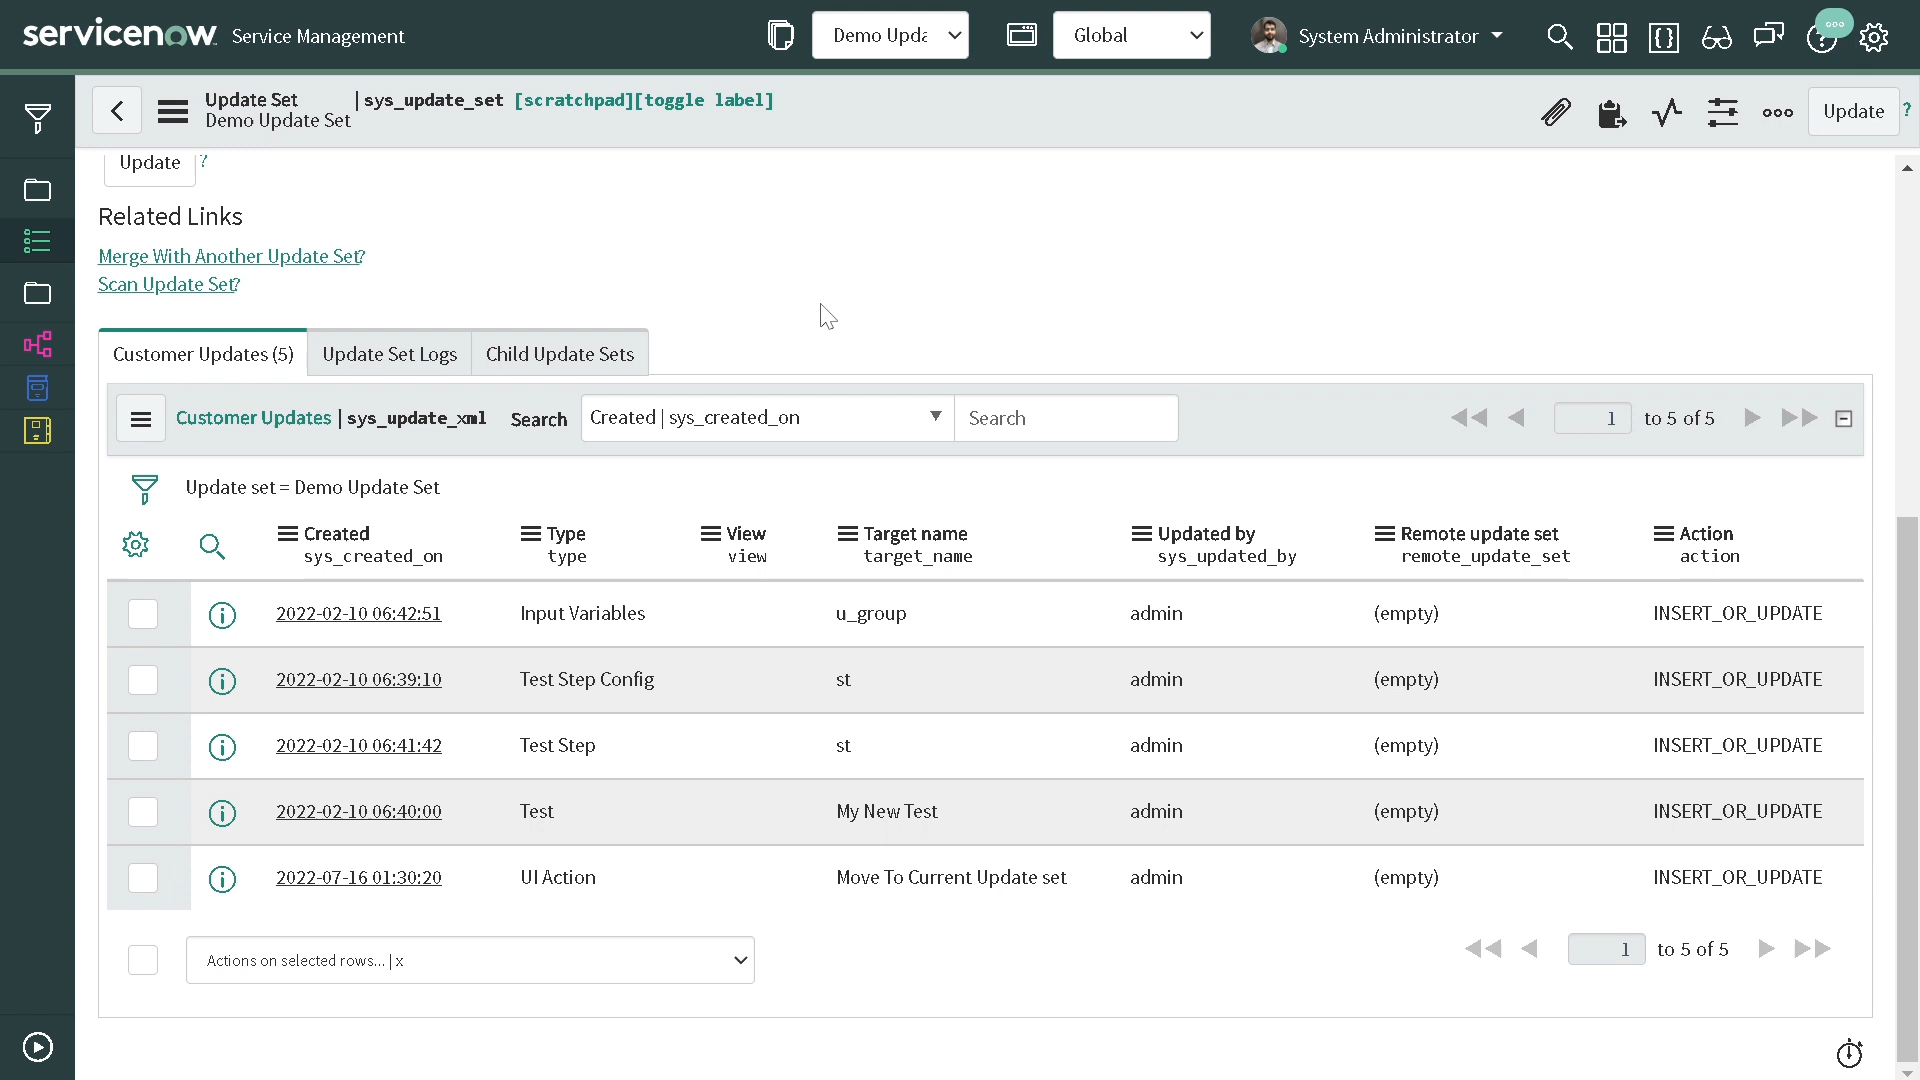 servicenow Service Management
Demo Upda
Global
System Administrator
Update Set | sys_update_set [scratchpad][toggle label]
Demo Update Set
Update ?
Update ?
Related Links
Merge With Another Update Set?
Scan Update Set?
Customer Updates (5) Update Set Logs Child Update Sets
Customer Updates | sys_update_xml Search Created | sys_created_on Search 1 to 5 of 5
Update set = Demo Update Set
Created Type View Target name Updated by Remote update set Action
sys_created_on type view target_name sys_updated_by remote_update_set action
2022-02-10 06:42:51 Input Variables u_group admin (empty) INSERT_OR_UPDATE
2022-02-10 06:39:10 Test Step Config st admin (empty) INSERT_OR_UPDATE
2022-02-10 06:41:42 Test Step st admin (empty) INSERT_OR_UPDATE
2022-02-10 06:40:00 Test My New Test admin (empty) INSERT_OR_UPDATE
2022-07-16 01:30:20 UI Action Move To Current Update set admin (empty) INSERT_OR_UPDATE
Actions on selected rows... | x 1 to 5 of 5